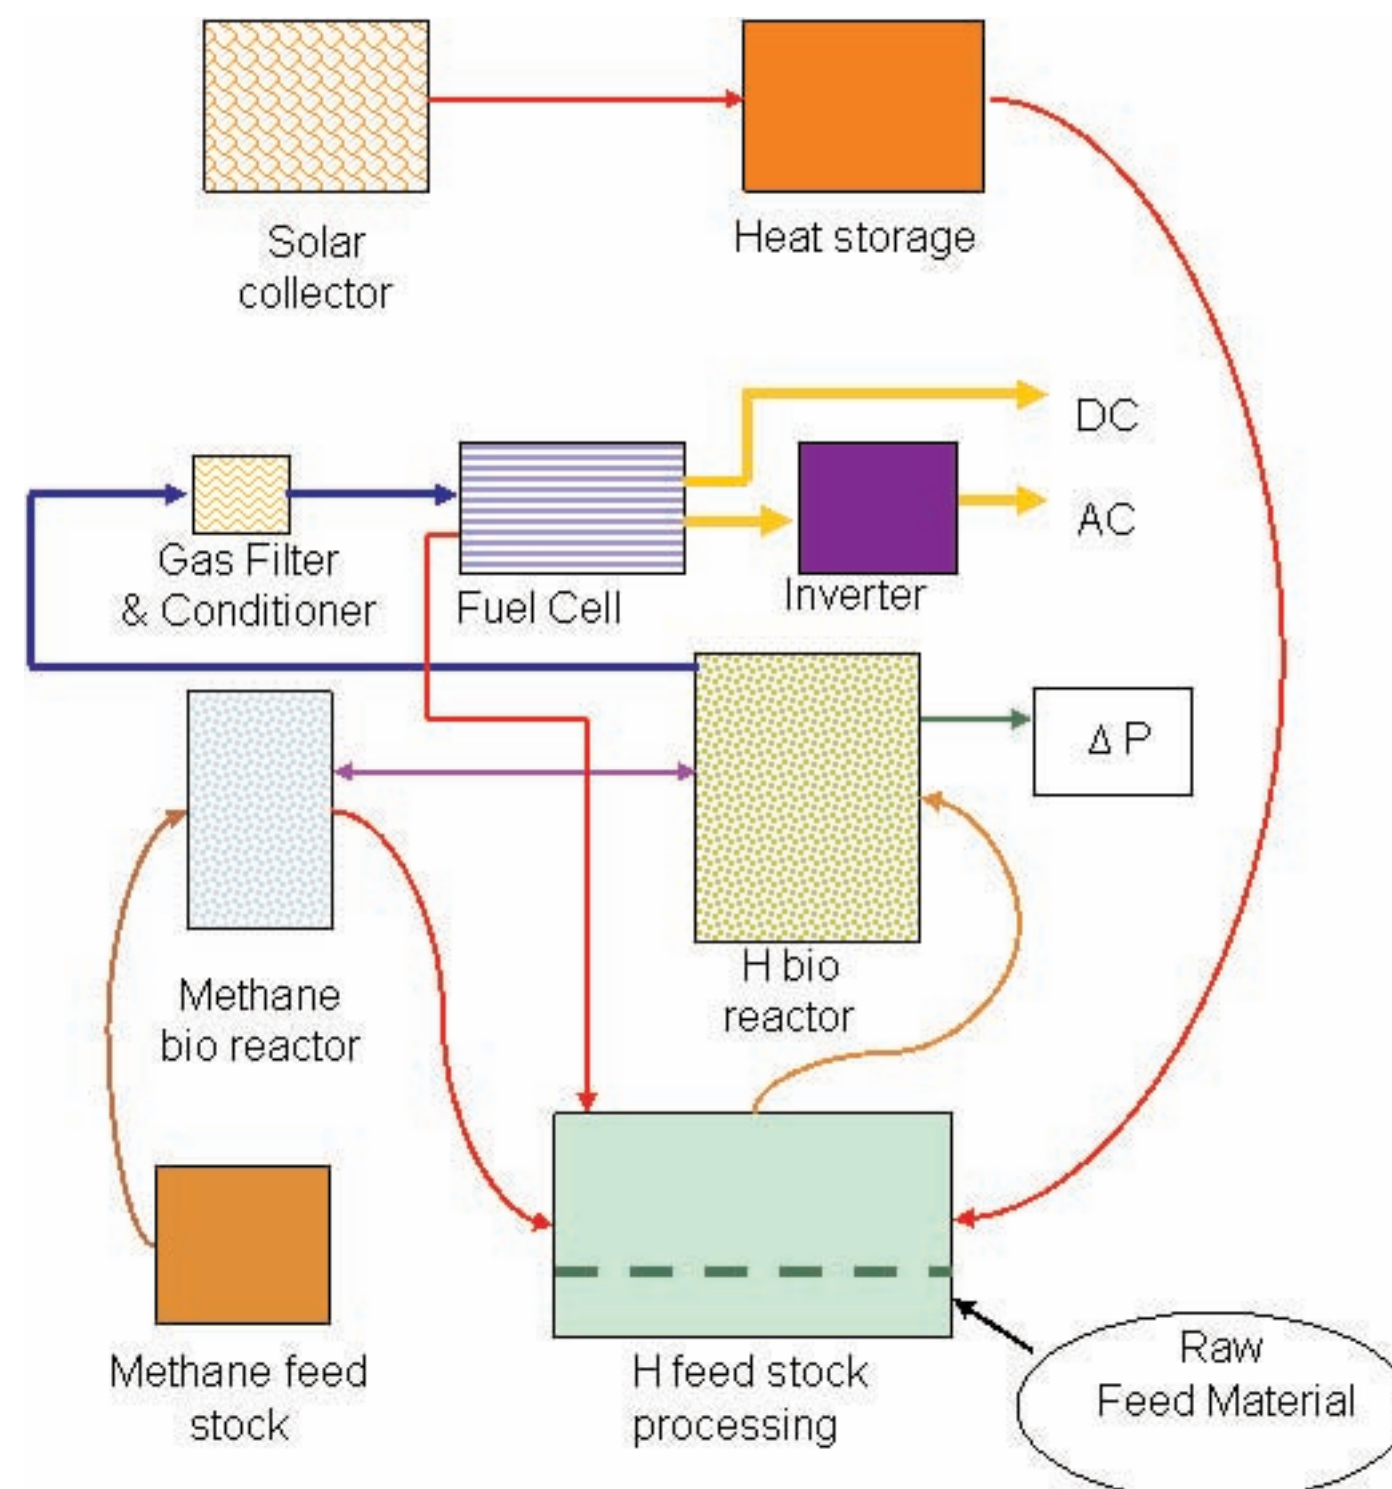 Solar
collector
Heat storage
DC
AC
Gas Filter
& Conditioner
Fuel Cell
Inverter
Δ P
Methane
bio reactor
H bio
reactor
Methane feed
stock
H feed stock
processing
Raw
Feed Material